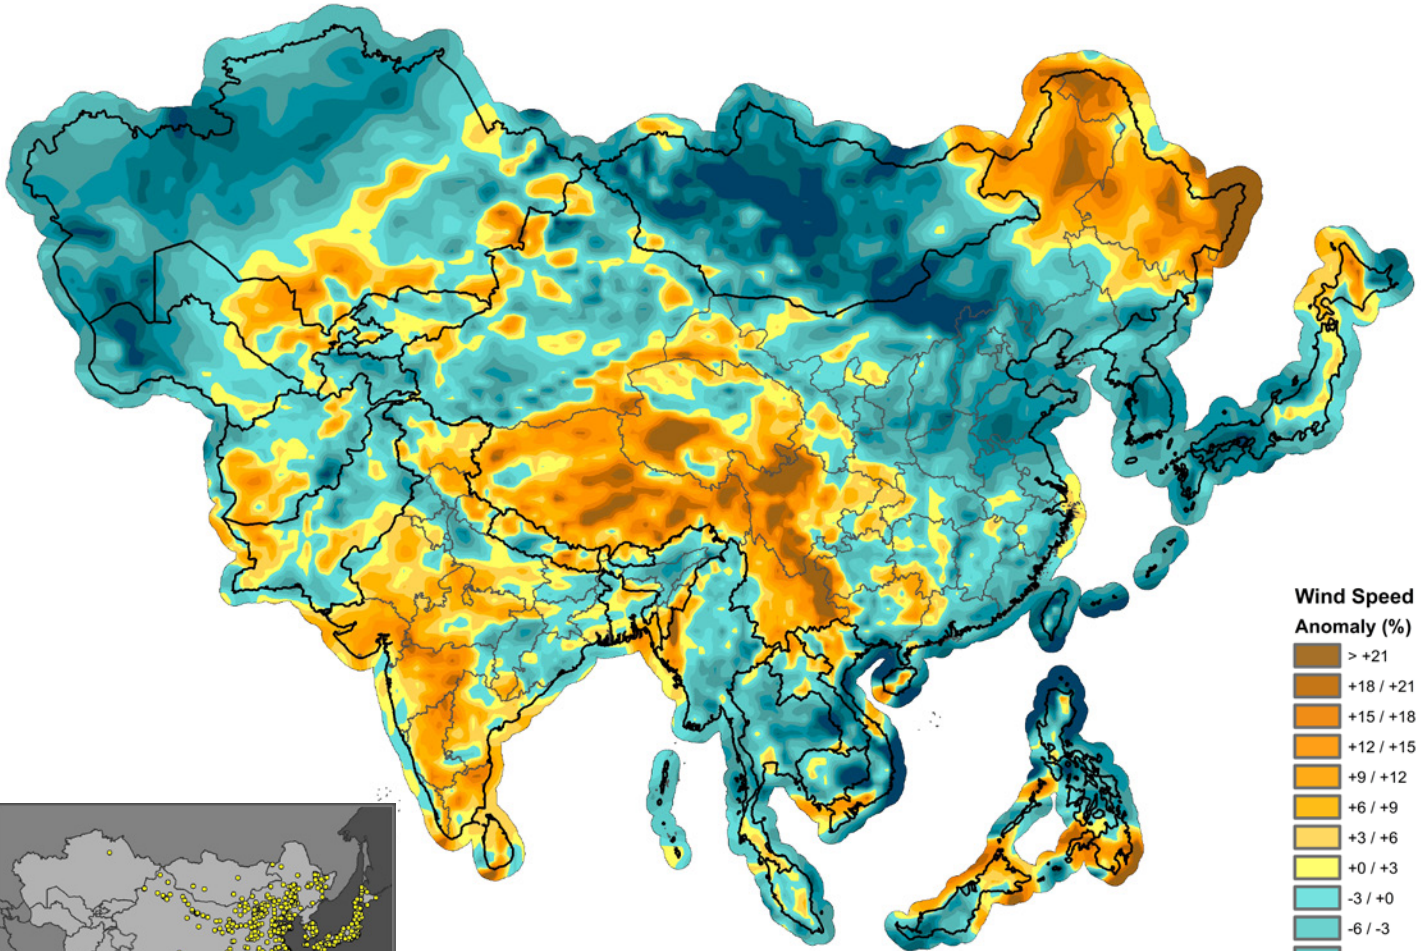 Wind Speed
Anomaly (%)
> +21
+18 / +21
+15 / +18
+12 / +15
+9 / +12
+6 / +9
+3 / +6
+0 / +3
-3 / +0
-6 / -3